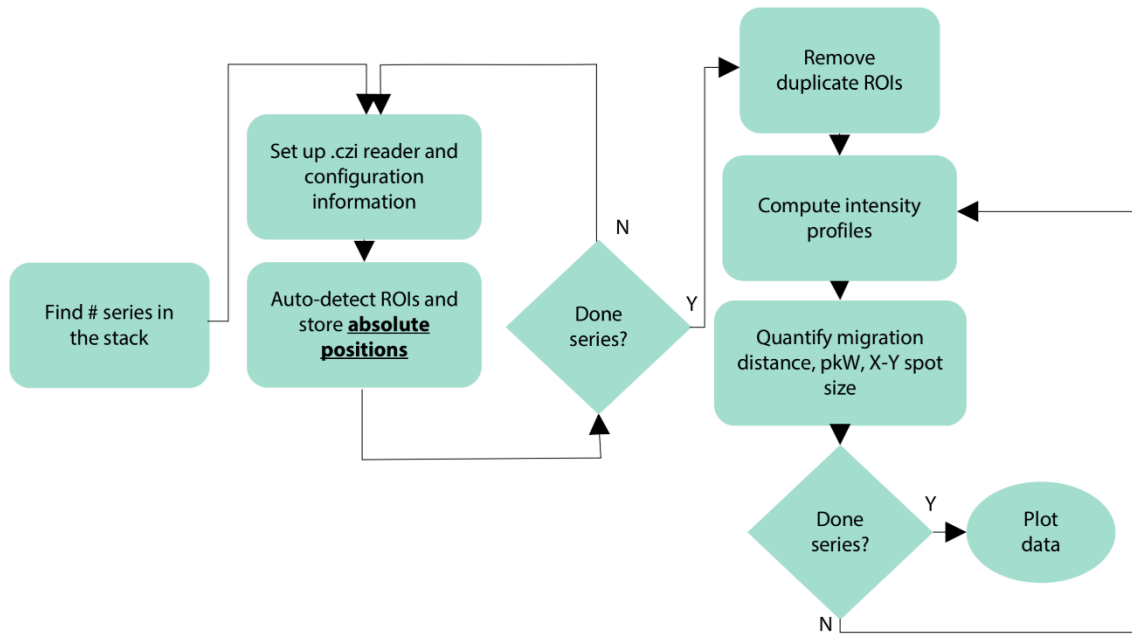 Find # series in
the stack
Set up .czi reader and
configuration
information
Auto-detect ROIs and
store absolute
positions
Done
series?
N
Y
Remove
duplicate ROIs
Compute intensity
profiles
Quantify migration
distance, pkW, X-Y spot
size
Done
series?
Y
N
Plot
data